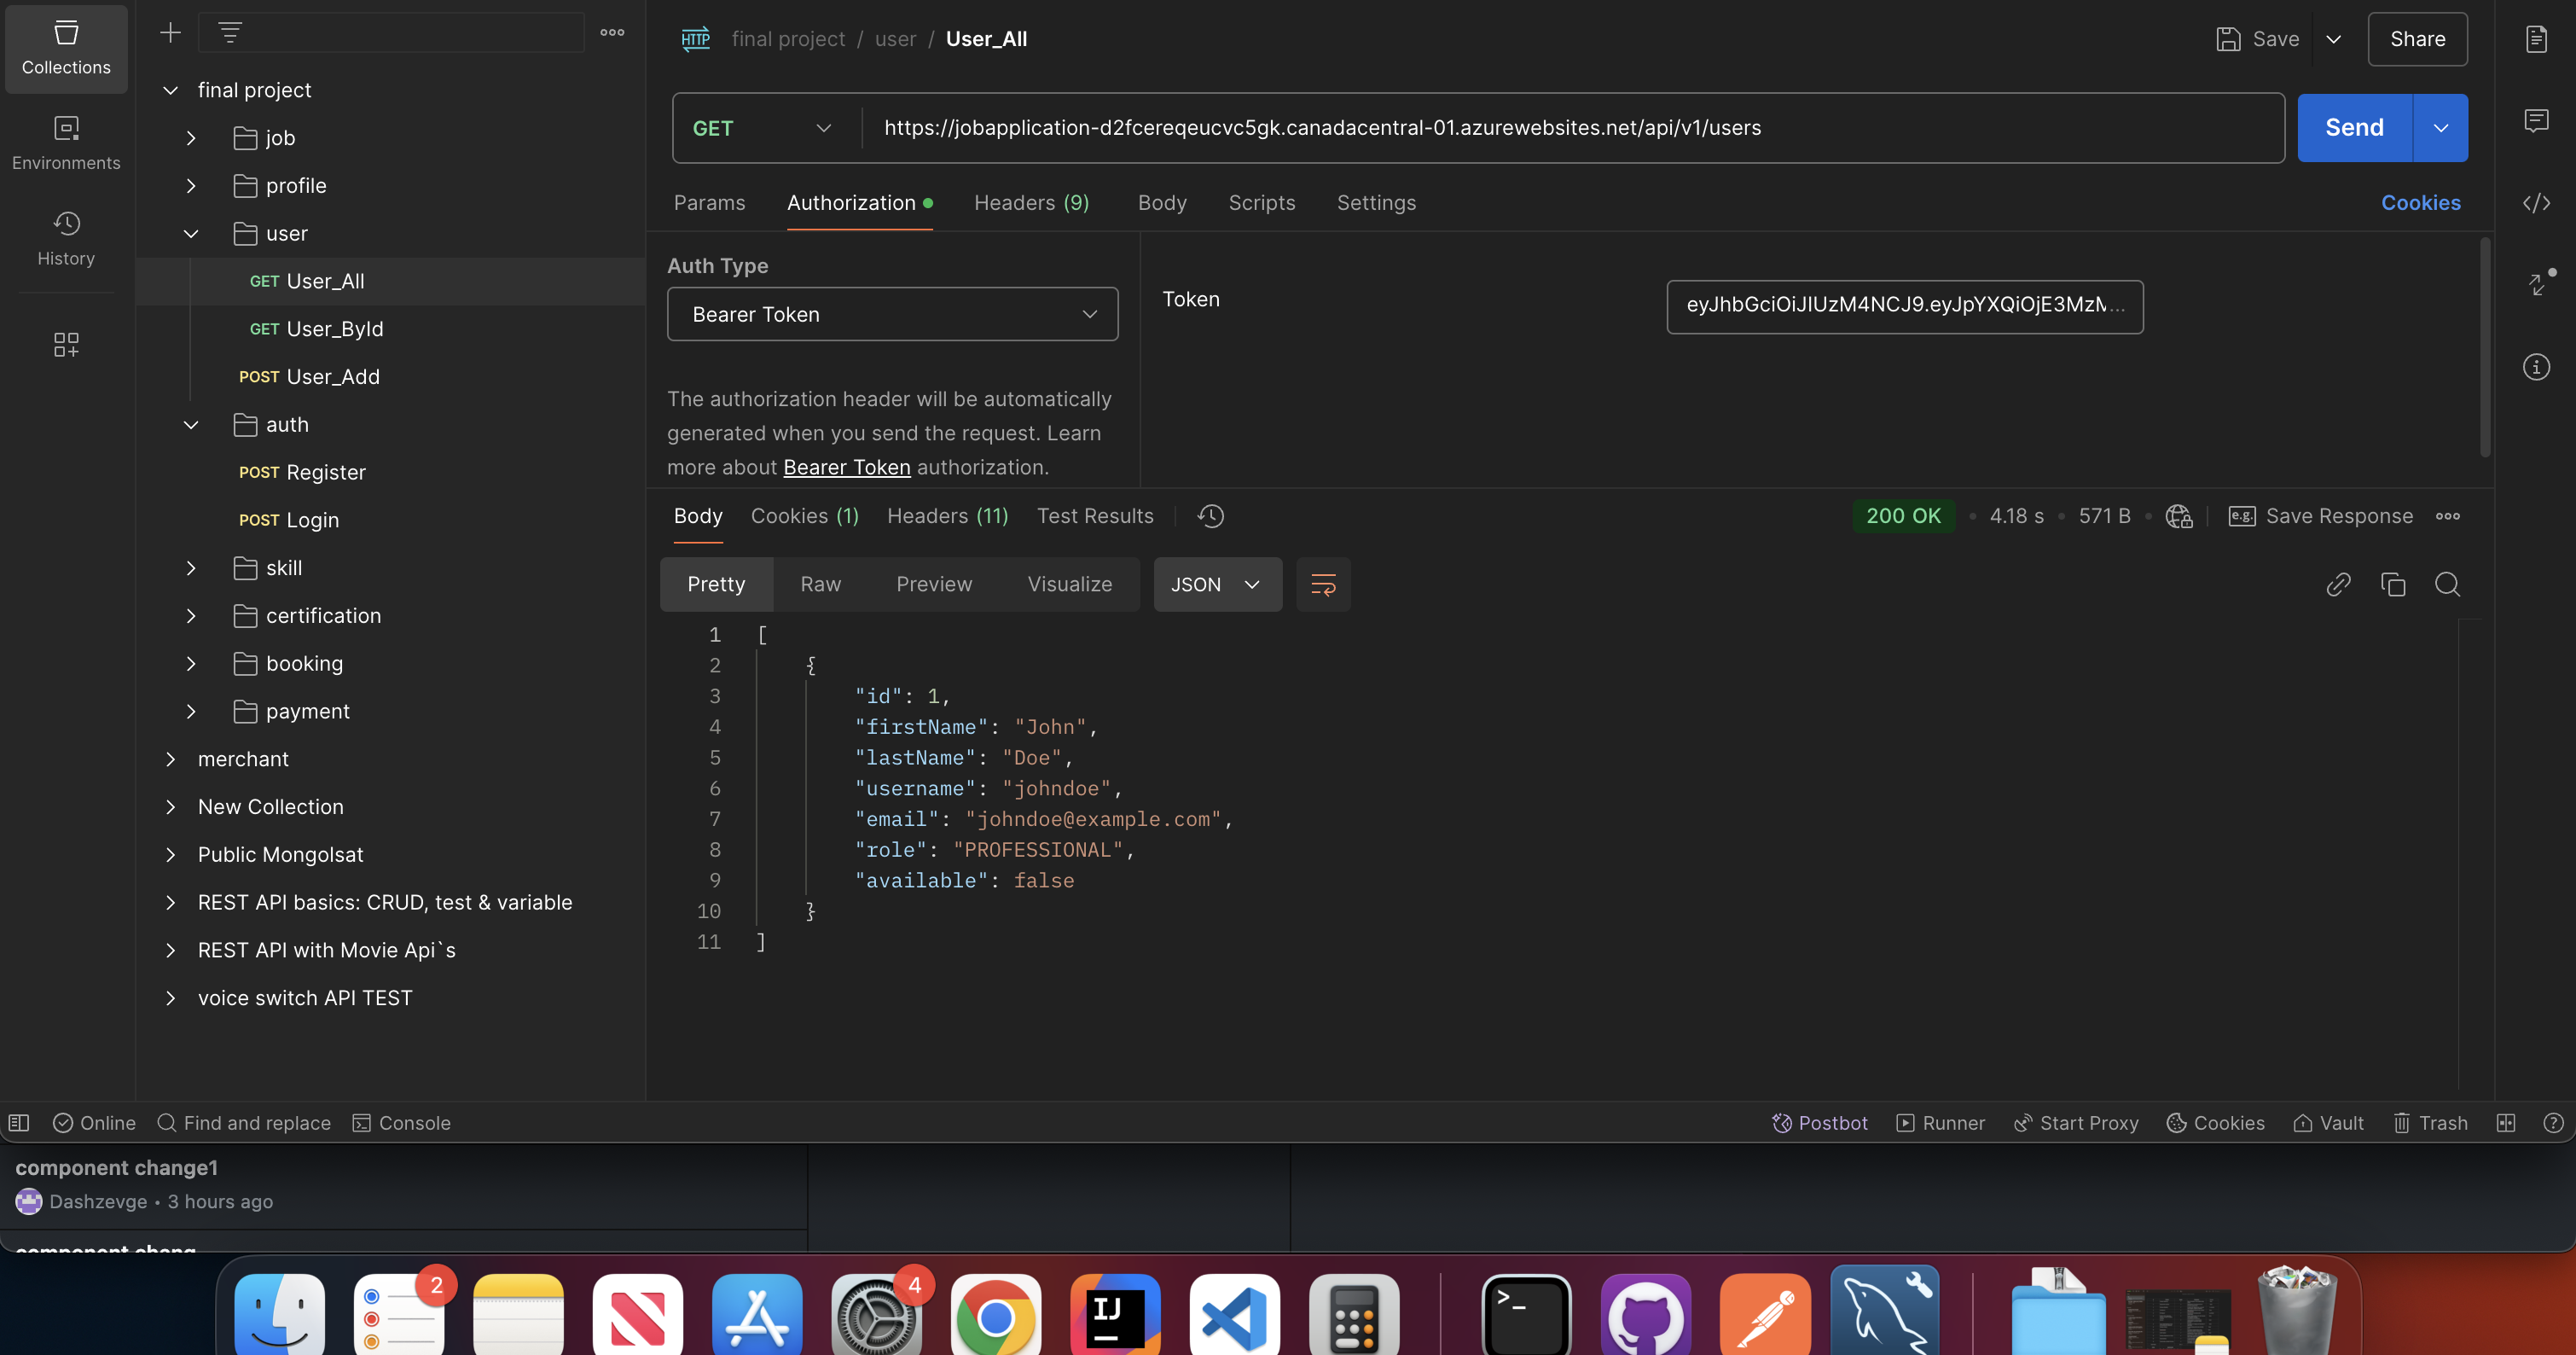 Collections
Environments
History
final project
job
profile
user
GET User_All
GET User_ById
POST User_Add
auth
POST Register
POST Login
skill
certification
booking
payment
merchant
New Collection
Public Mongolsat
REST API basics: CRUD, test & variable
REST API with Movie Api`s
voice switch API TEST
HTTP final project / user / User_All
Save
Share
GET https://jobapplication-d2fcereqeucvc5gk.canadacentral-01.azurewebsites.net/api/v1/users
Send
Params Authorization Headers (9) Body Scripts Settings
Cookies
Auth Type
Bearer Token
The authorization header will be automatically
generated when you send the request. Learn
more about Bearer Token authorization.
Token
eyJhbGciOiJIUzM4NCJ9.eyJpYXQiOjE3MzM...
Body Cookies (1) Headers (11) Test Results
200 OK • 4.18 s • 571 B • e.g. Save Response
Pretty Raw Preview Visualize JSON
1 [
2 {
3 "id": 1,
4 "firstName": "John",
5 "lastName": "Doe",
6 "username": "johndoe",
7 "email": "johndoe@example.com",
8 "role": "PROFESSIONAL",
9 "available": false
10 }
11 ]
Online Find and replace Console
Postbot Runner Start Proxy Cookies Vault Trash
component change1
Dashzevge • 3 hours ago
component chang
2
4
IJ
>_